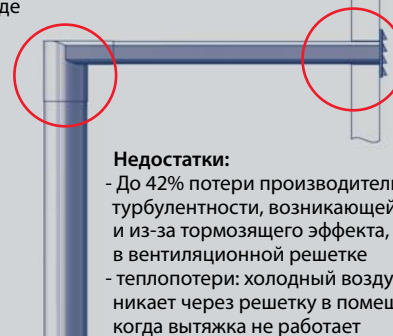 де
Недостатки:
- До 42% потери производитель
турбулентности, возникающей
и из-за тормозящего эффекта,
в вентиляционной решетке
- теплопотери: холодный возду
никает через решетку в помещ
когда вытяжка не работает